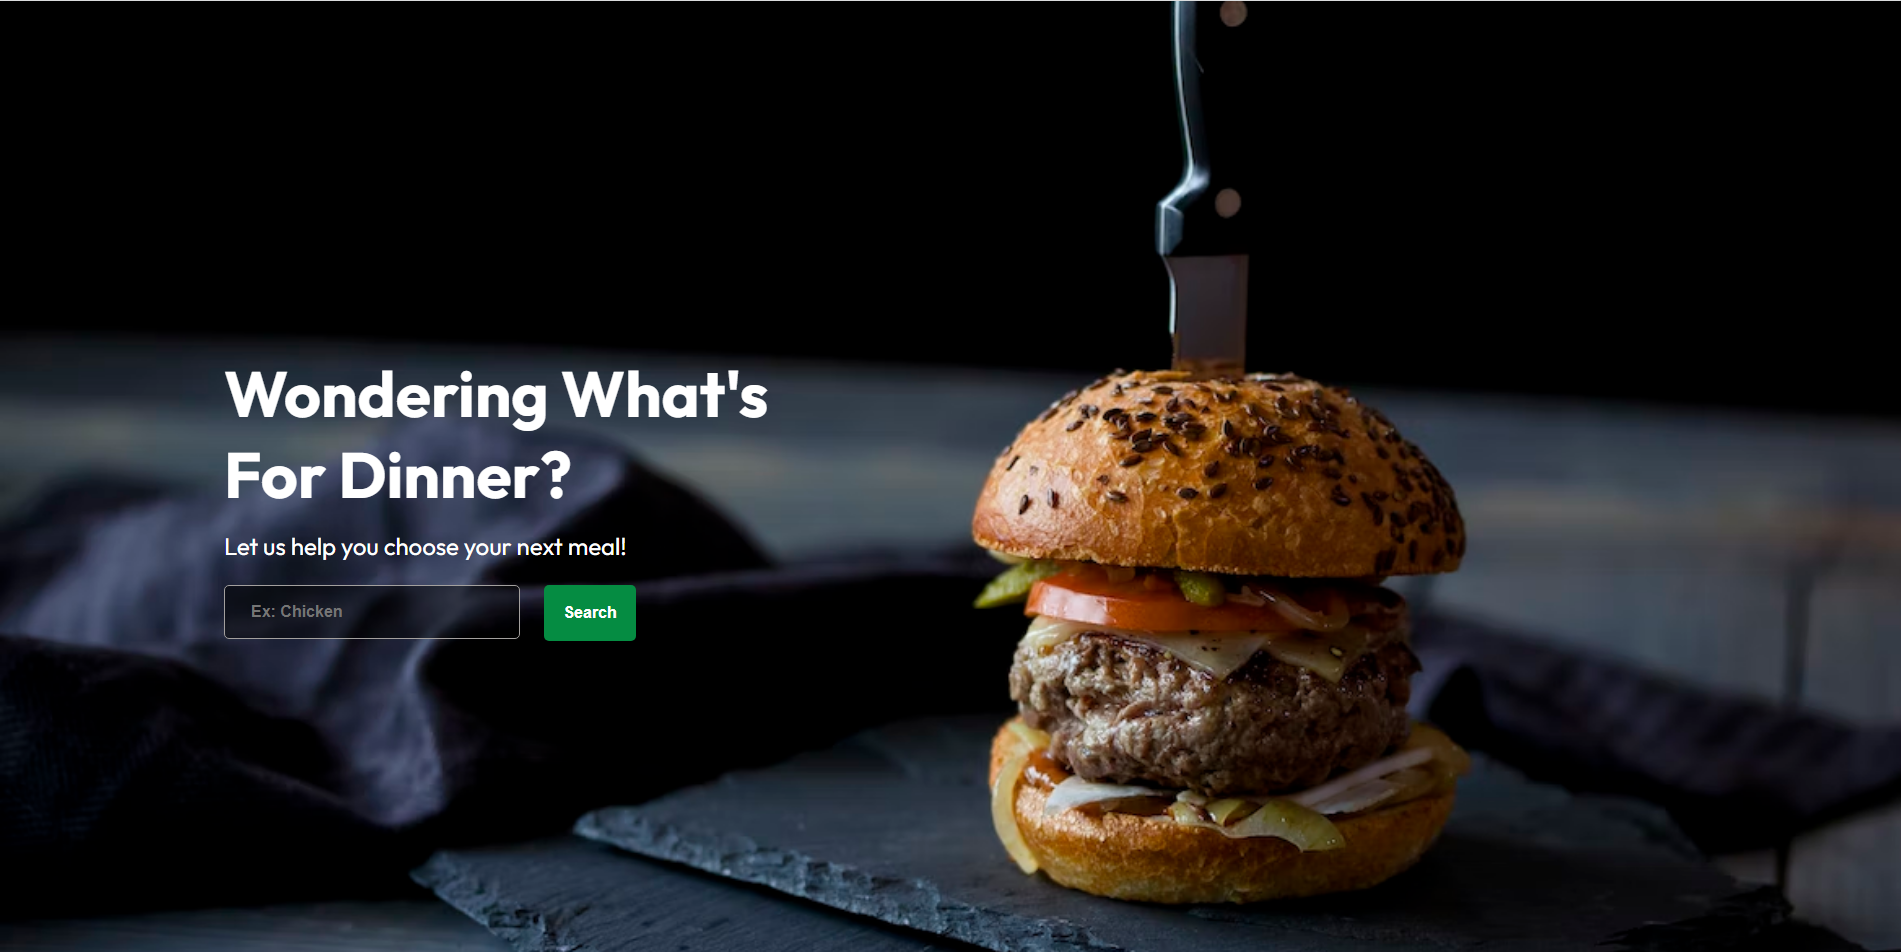 Wondering What's
For Dinner?
Let us help you choose your next meal!
Ex: Chicken
Search